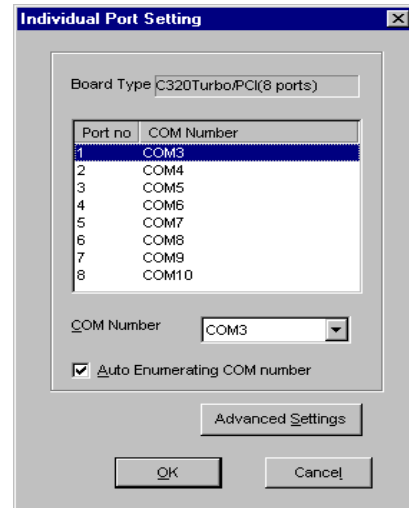 Individual Port Setting
Board Type C320Turbo/PCI(8 ports)
Port no COM Number
1 COM3
2 COM4
3 COM5
4 COM6
5 COM7
6 COM8
7 COM9
8 COM10
COM Number COM3
Auto Enumerating COM number
Advanced Settings
OK Cancel